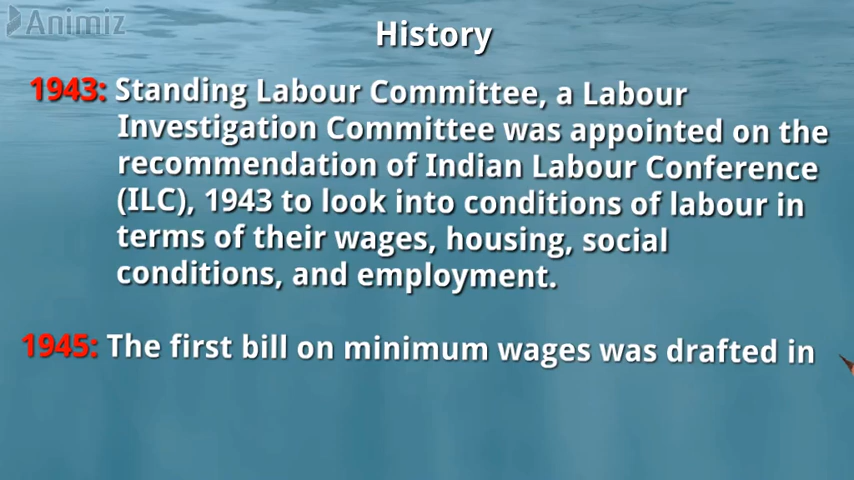 Animiz
History
1943: Standing Labour Committee, a Labour
Investigation Committee was appointed on the
recommendation of Indian Labour Conference
(ILC), 1943 to look into conditions of labour in
terms of their wages, housing, social
conditions, and employment.
1945: The first bill on minimum wages was drafted in